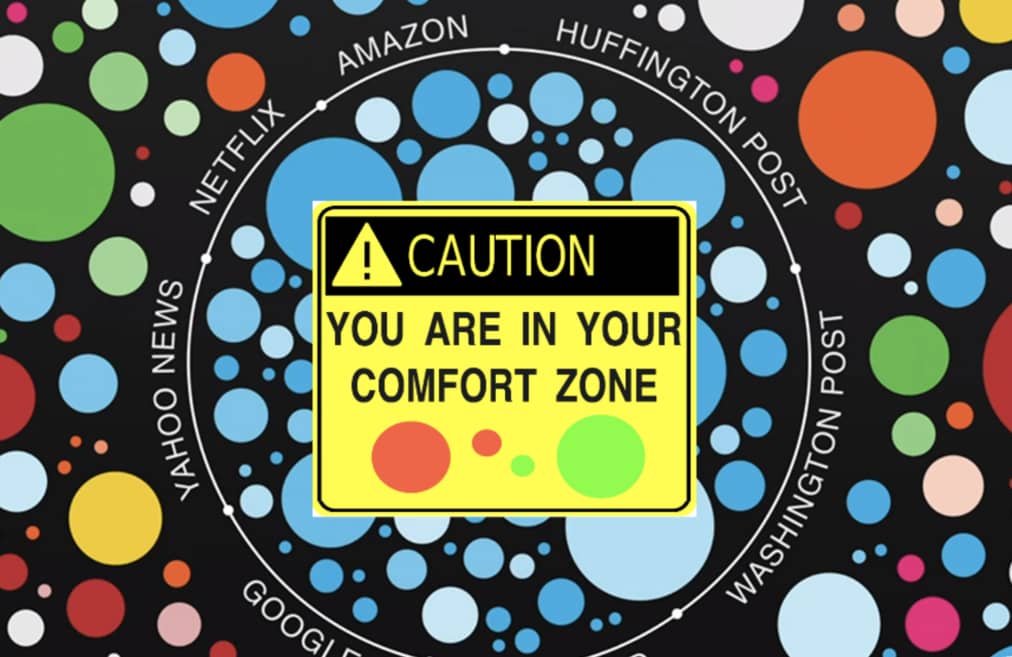 AMAZON
HUFFINGTON POST
NETFLIX
YAHOO NEWS
WASHINGTON POST
GOOGLE
! CAUTION
YOU ARE IN YOUR
COMFORT ZONE